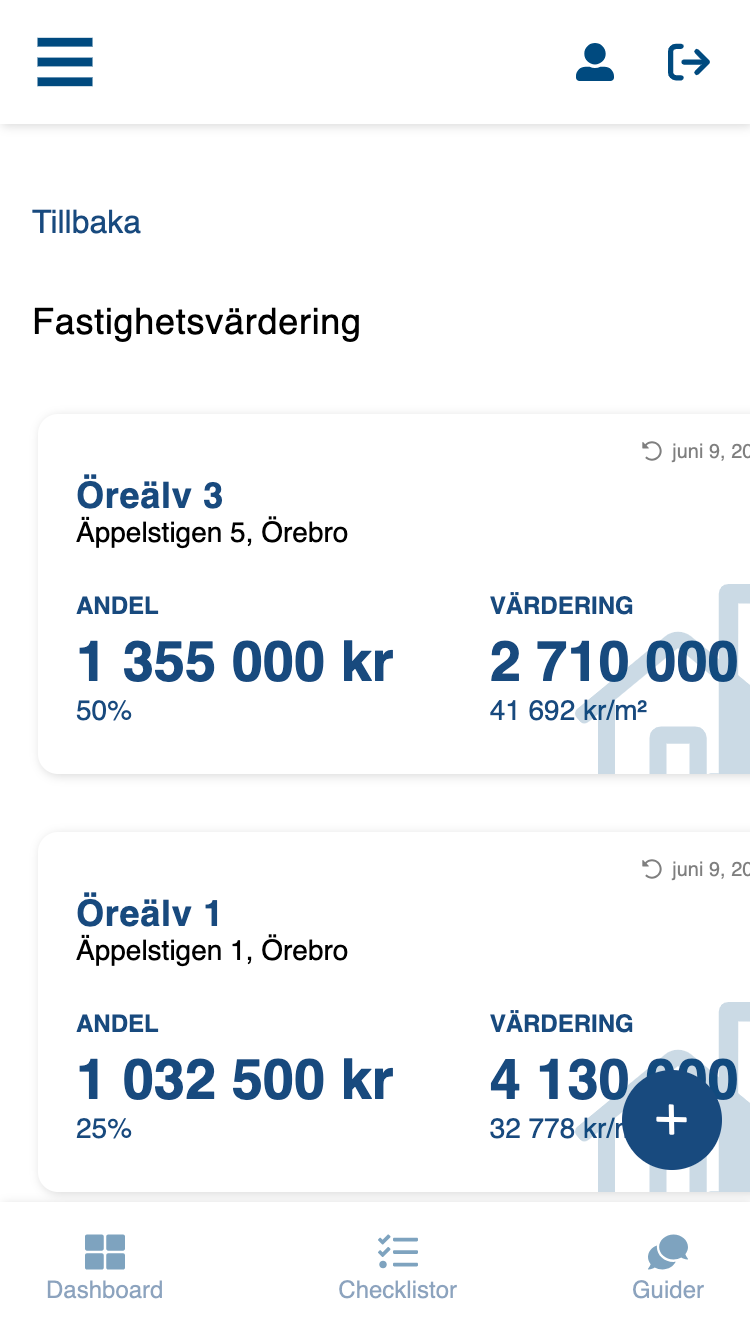 Tillbaka
Fastighetsvärdering
juni 9, 20
Öreälv 3
Äppelstigen 5, Örebro
ANDEL VÄRDERING
1 355 000 kr 2 710 000
50% 41 692 kr/m²
juni 9, 20
Öreälv 1
Äppelstigen 1, Örebro
ANDEL VÄRDERING
1 032 500 kr 4 130 000
25% 32 778 kr/
Dashboard Checklistor Guider